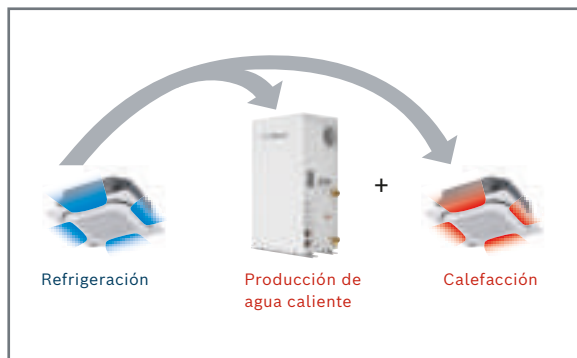 +
Refrigeración
Producción de
agua caliente
Calefacción